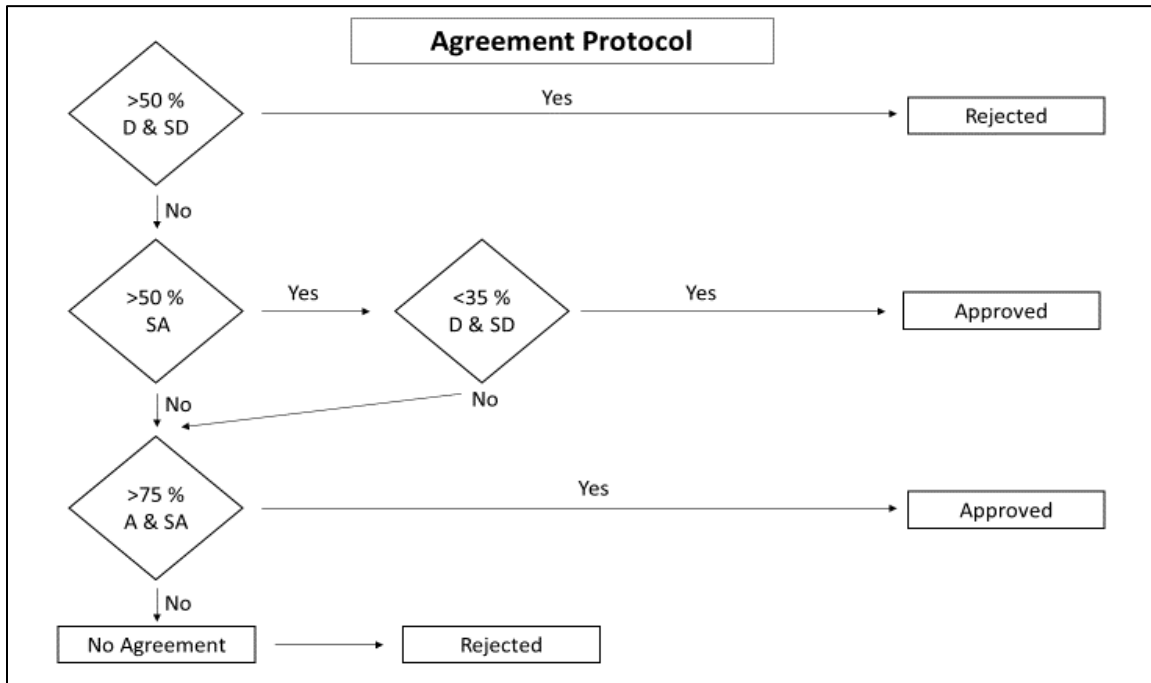 Agreement Protocol
>50 %
D & SD
Yes
Rejected
No
>50 %
SA
Yes
<35 %
D & SD
Yes
Approved
No
No
>75 %
A & SA
Yes
Approved
No
No Agreement
Rejected